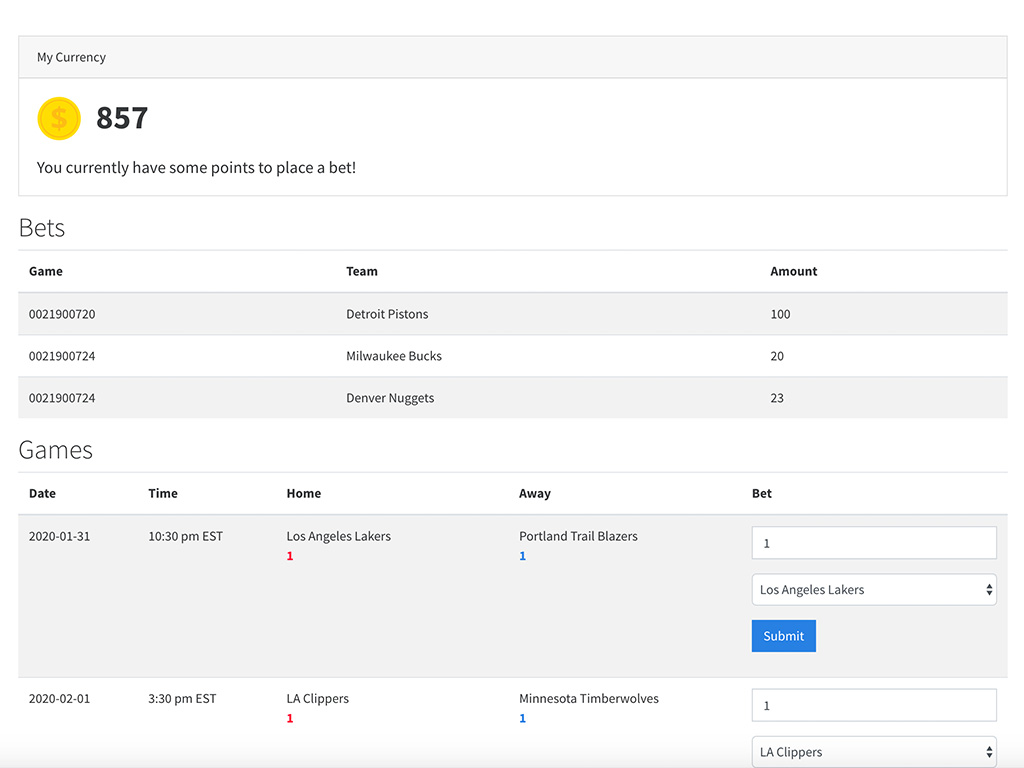 My Currency
$ 857
You currently have some points to place a bet!
Bets
Game Team Amount
0021900720 Detroit Pistons 100
0021900724 Milwaukee Bucks 20
0021900724 Denver Nuggets 23
Games
Date Time Home Away Bet
2020-01-31 10:30 pm EST Los Angeles Lakers Portland Trail Blazers 1
1 1
Los Angeles Lakers
Submit
2020-02-01 3:30 pm EST LA Clippers Minnesota Timberwolves 1
1 1
LA Clippers